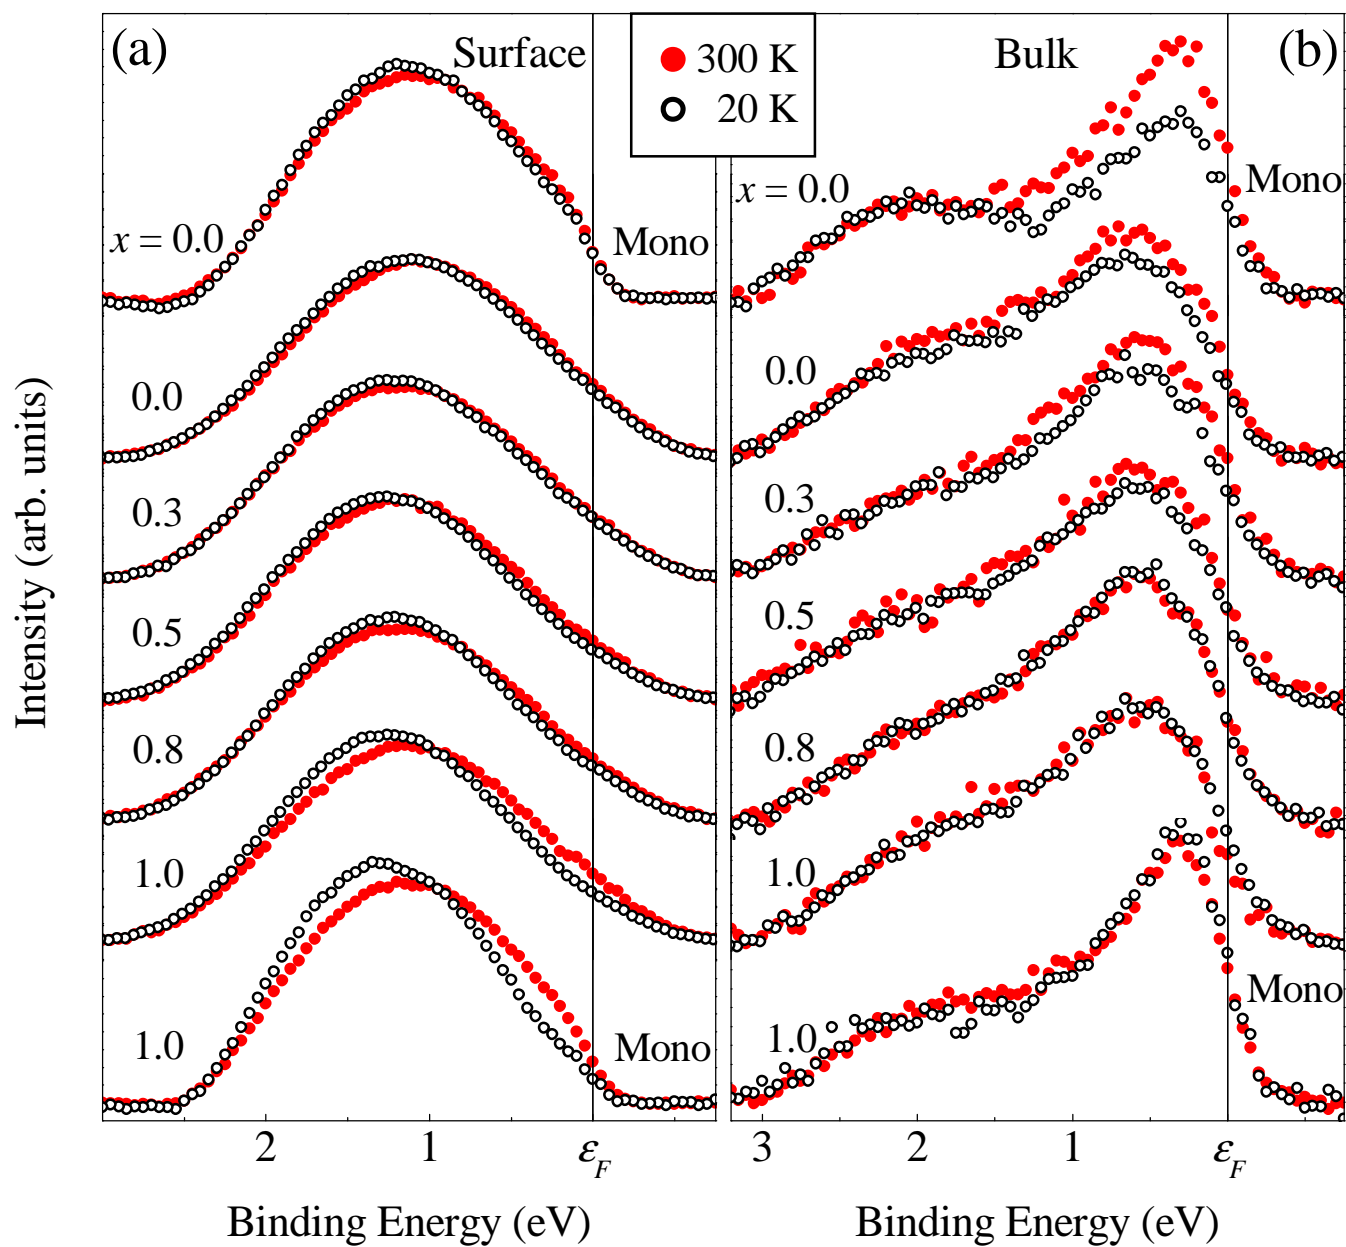 (a)
Surface
300 K
20 K
Bulk
(b)
x = 0.0
Mono
0.0
0.3
0.5
0.8
1.0
1.0
Mono
x = 0.0
Mono
0.0
0.3
0.5
0.8
1.0
1.0
Mono
Intensity (arb. units)
2
1
εF
3
2
1
εF
Binding Energy (eV)
Binding Energy (eV)